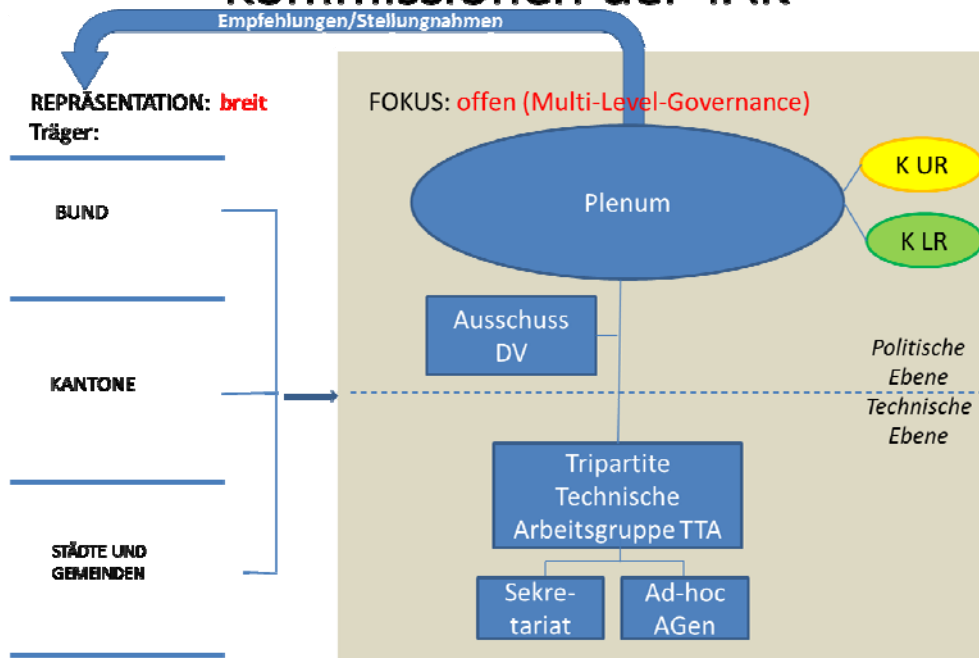 Empfehlungen/Stellungnahmen
REPRÄSENTATION: breit
Träger:
BUND
KANTONE
STÄDTE UND
GEMEINDEN
FOKUS: offen (Multi-Level-Governance)
Plenum
K UR
K LR
Ausschuss
DV
Politische
Ebene
Technische
Ebene
Tripartite
Technische
Arbeitsgruppe TTA
Sekre-
tariat
Ad-hoc
AGen